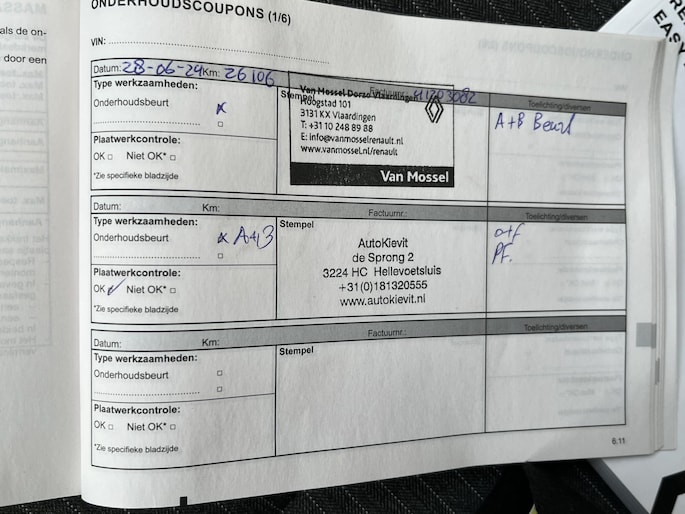 ONDERHOUDSCOUPONS (1/6)
als de on-
door een
VIN:
Datum: 28-06-24 Km: 26106
Factuurnr.:
Toelichting/diversen
Type werkzaamheden:
Onderhoudsbeurt x
Plaatwerkcontrole:
OK □ Niet OK* □
*Zie specifieke bladzijde
Stempel
Van Mossel Dorzo Vlaardingen
Hoogstad 101
3131 KX Vlaardingen
T: +31 10 248 89 88
E: info@vanmosselrenault.nl
www.vanmossel.nl/renault
Van Mossel
A+B Beurt
Datum: Km: Factuurnr.: Toelichting/diversen
Type werkzaamheden:
Onderhoudsbeurt x A+B
□
Plaatwerkcontrole:
OK ✓ Niet OK* □
*Zie specifieke bladzijde
Stempel
AutoKievit
de Sprong 2
3224 HC Hellevoetsluis
+31(0)181320555
www.autokievit.nl
PF.
Datum: Km: Factuurnr.: Toelichting/diversen
Type werkzaamheden:
Onderhoudsbeurt □
□
Plaatwerkcontrole:
OK □ Niet OK* □
*Zie specifieke bladzijde
Stempel
6.11
EASY